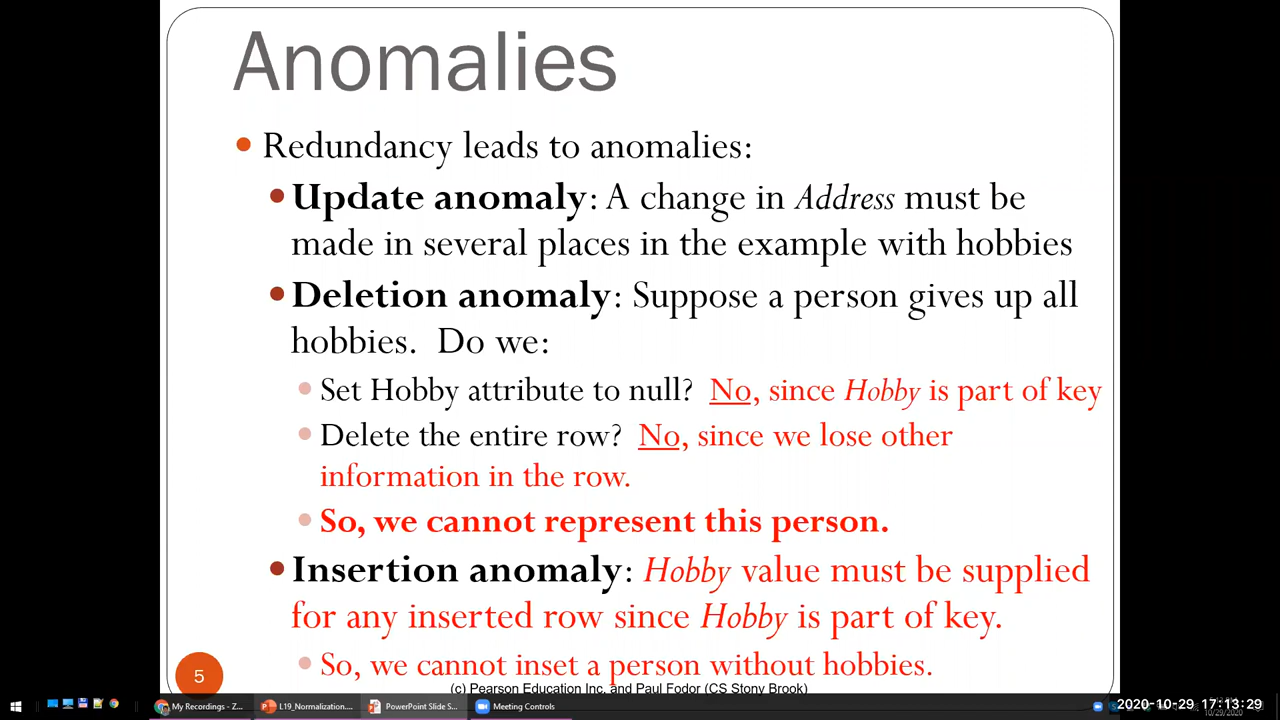 Anomalies
Redundancy leads to anomalies:
Update anomaly: A change in Address must be
made in several places in the example with hobbies
Deletion anomaly: Suppose a person gives up all
hobbies. Do we:
Set Hobby attribute to null? No, since Hobby is part of key
Delete the entire row? No, since we lose other
information in the row.
So, we cannot represent this person.
Insertion anomaly: Hobby value must be supplied
for any inserted row since Hobby is part of key.
So, we cannot inset a person without hobbies.
5
(c) Pearson Education Inc. and Paul Fodor (CS Stony Brook)
My Recordings - Z... L19_Normalization.... PowerPoint Slide S... Meeting Controls 2020-10-29 17:13:29